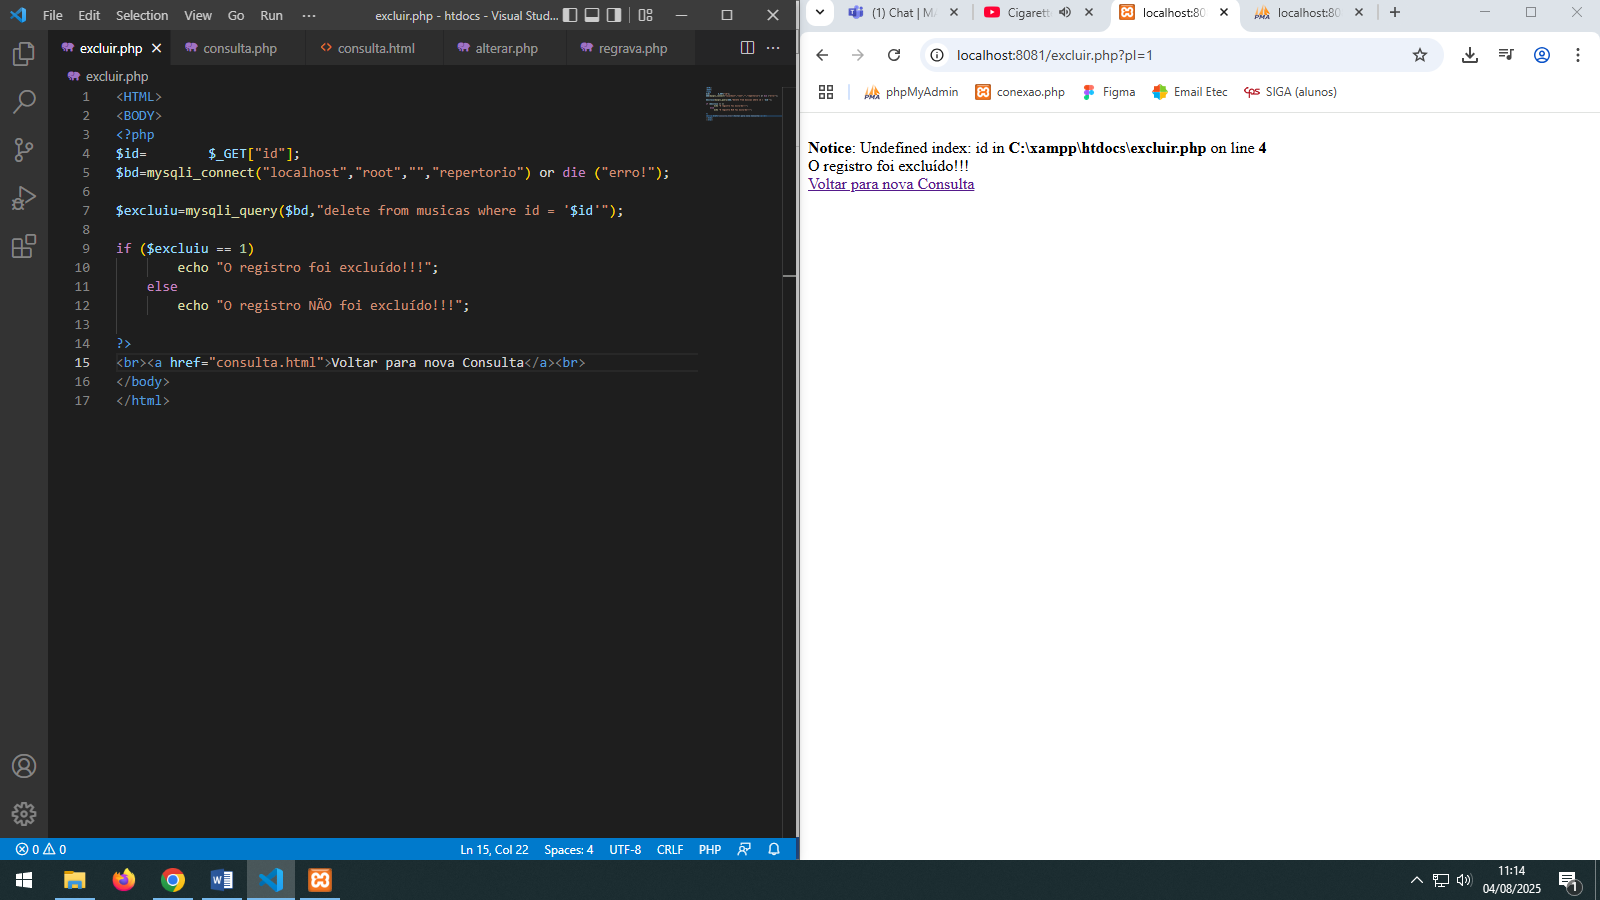 File Edit Selection View Go Run ··· excluir.php - htdocs - Visual Stud...
excluir.php consulta.php consulta.html alterar.php regrava.php
excluir.php
1 <HTML>
2 <BODY>
3 <?php
4 $id=        $_GET["id"];
5 $bd=mysqli_connect("localhost","root","","repertorio") or die ("erro!");
6
7 $excluiu=mysqli_query($bd,"delete from musicas where id = '$id'");
8
9 if ($excluiu == 1)
10         echo "O registro foi excluído!!!";
11     else
12         echo "O registro NÃO foi excluído!!!";
13
14 ?>
15 <br><a href="consulta.html">Voltar para nova Consulta</a><br>
16 </body>
17 </html>
0 0 Ln 15, Col 22 Spaces: 4 UTF-8 CRLF PHP
(1) Chat | M Cigarett localhost:80 localhost:80
localhost:8081/excluir.php?pl=1
phpMyAdmin conexao.php Figma Email Etec cps SIGA (alunos)
Notice: Undefined index: id in C:\xampp\htdocs\excluir.php on line 4
O registro foi excluído!!!
Voltar para nova Consulta
11:14
04/08/2025
1